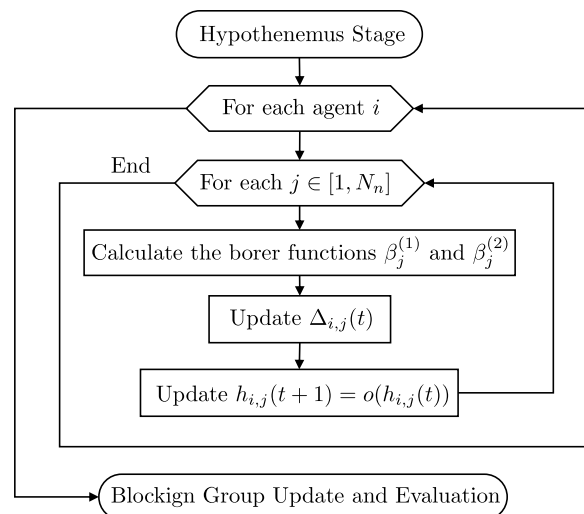 Hypothenemus Stage
For each agent i
End
For each j ∈ [1, Nₙ]
Calculate the borer functions β_j^{(1)} and β_j^{(2)}
Update Δ_{i,j}(t)
Update h_{i,j}(t + 1) = o(h_{i,j}(t))
Blockign Group Update and Evaluation